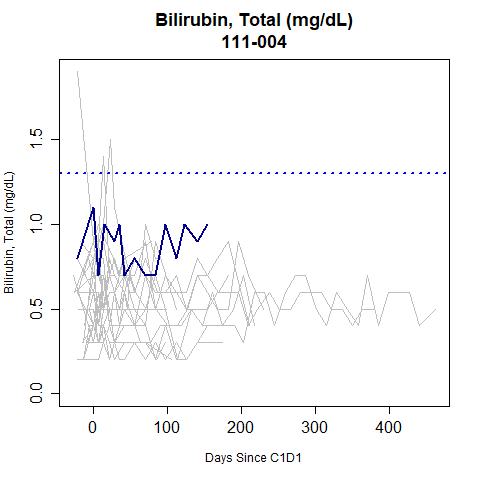 Bilirubin, Total (mg/dL)
111-004
Bilirubin, Total (mg/dL)
1.5
1.0
0.5
0.0
0 100 200 300 400
Days Since C1D1